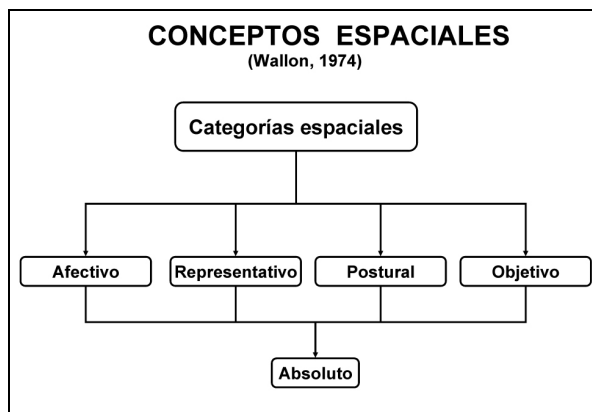 CONCEPTOS ESPACIALES
(Wallon, 1974)
Categorías espaciales
Afectivo
Representativo
Postural
Objetivo
Absoluto